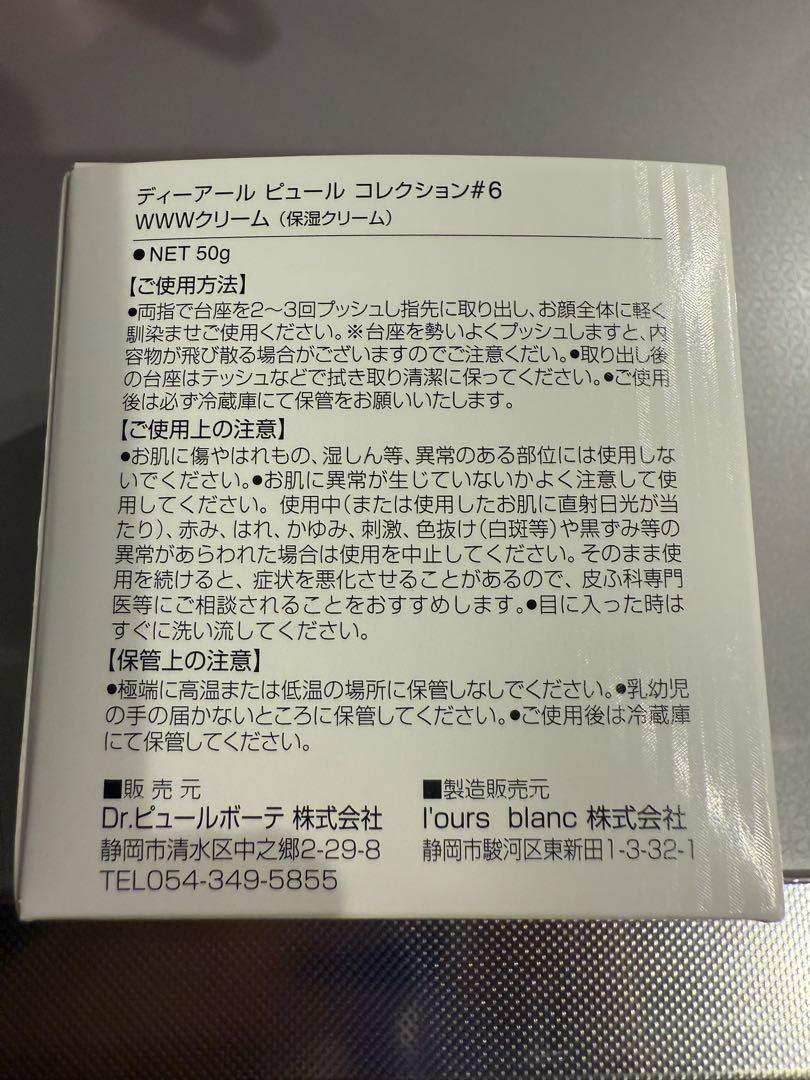 ディーアール ピュール コレクション#6
WWWクリーム（保湿クリーム）
●NET 50g
【ご使用方法】
●両指で台座を2〜3回プッシュし指先に取り出し、お顔全体に軽く
馴染ませご使用ください。※台座を勢いよくプッシュしますと、内
容物が飛び散る場合がございますのでご注意くだい。●取り出し後
の台座はテッシュなどで拭き取り清潔に保ってください。●ご使用
後は必ず冷蔵庫にて保管をお願いいたします。
【ご使用上の注意】
●お肌に傷やはれもの、湿しん等、異常のある部位には使用しな
いでください。●お肌に異常が生じていないかよく注意して使
用してください。使用中（または使用したお肌に直射日光が当
たり）、赤み、はれ、かゆみ、刺激、色抜け（白斑等）や黒ずみ等の
異常があらわれた場合は使用を中止してください。そのまま使
用を続けると、症状を悪化させることがあるので、皮ふ科専門
医等にご相談されることをおすすめします。●目に入った時は
すぐに洗い流してください。
【保管上の注意】
●極端に高温または低温の場所に保管しなしでください。●乳幼児
の手の届かないところに保管してください。●ご使用後は冷蔵庫
にて保管してください。
■販売元
Dr.ピュールボーテ 株式会社
静岡市清水区中之郷2-29-8
TEL054-349-5855
■製造販売元
l'ours blanc 株式会社
静岡市駿河区東新田1-3-32-1